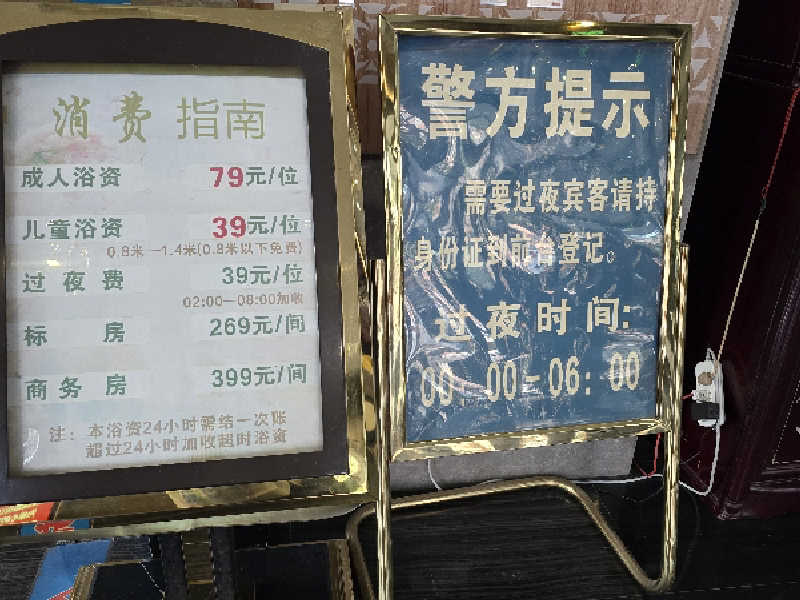 消费指南
成人浴资 79元/位
儿童浴资 39元/位
0.8米—1.4米(0.8米以下免费)
过夜费 39元/位
02:00—08:00加收
标 房 269元/间
商务房 399元/间
注：本浴资24小时需结一次账
超过24小时加收超时浴资
警方提示
需要过夜宾客请持
身份证到前台登记。
过夜时间:
00:00-06:00